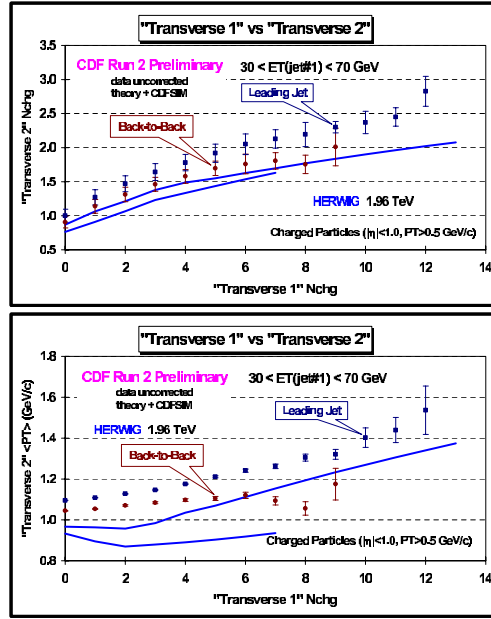 "Transverse 1" vs "Transverse 2"
CDF Run 2 Preliminary
data uncorrected
theory + CDFSIM
30 < ET(jet#1) < 70 GeV
Leading Jet
Back-to-Back
HERWIG 1.96 TeV
Charged Particles (|η|<1.0, PT>0.5 GeV/c)
"Transverse 2" Nchg
3.5
3.0
2.5
2.0
1.5
1.0
0.5
0 2 4 6 8 10 12 14
"Transverse 1" Nchg
"Transverse 1" vs "Transverse 2"
CDF Run 2 Preliminary
data uncorrected
theory + CDFSIM
30 < ET(jet#1) < 70 GeV
Leading Jet
HERWIG 1.96 TeV
Back-to-Back
Charged Particles (|η|<1.0, PT>0.5 GeV/c)
"Transverse 2" <PT> (GeV/c)
1.8
1.6
1.4
1.2
1.0
0.8
0 2 4 6 8 10 12 14
"Transverse 1" Nchg